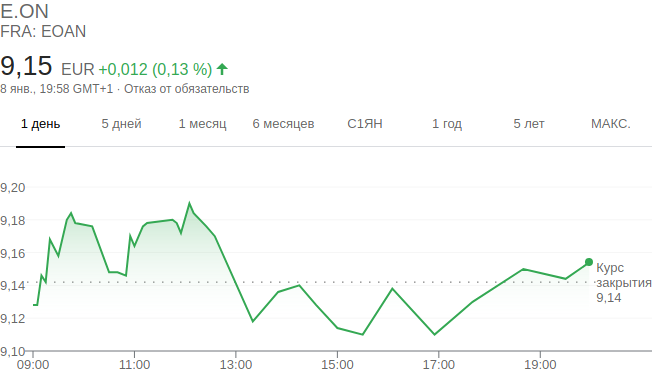 E.ON
FRA: EOAN
9,15 EUR +0,012 (0,13 %)
8 янв., 19:58 GMT+1 · Отказ от обязательств
1 день 5 дней 1 месяц 6 месяцев С1ЯН 1 год 5 лет МАКС.
9,20
9,18
9,16
9,14
9,12
9,10
Курс
закрытия
9,14
09:00 11:00 13:00 15:00 17:00 19:00